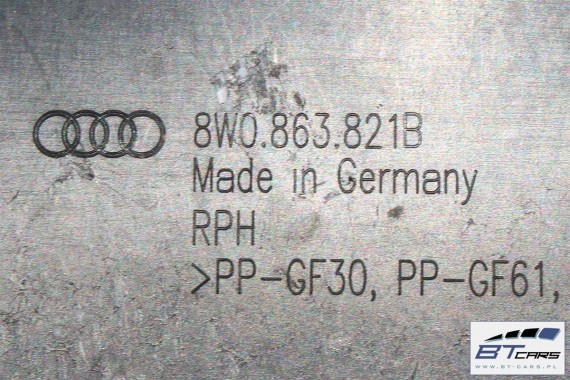 8W0.863.821B
Made in Germany
RPH
>PP-GF30, PP-GF61,
BT CARS
WWW.BT-CARS.PL